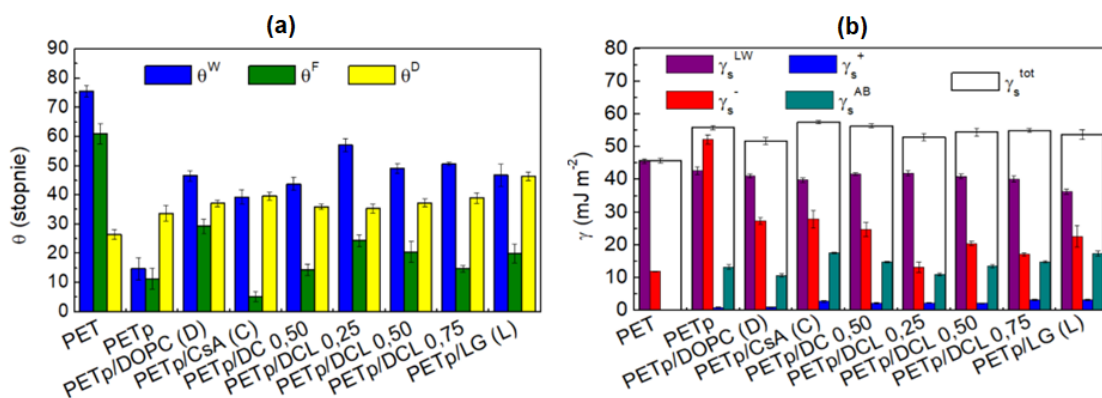 (a)
θ (stopnie)
80
75
70
60
50
40
30
20
10
0
θW
θF
θD
PET
PETp
PETp/DOPC (D)
PETp/CsA (C)
PETp/DC 0,50
PETp/DCL 0,25
PETp/DCL 0,50
PETp/DCL 0,75
PETp/LG (L)
(b)
γ (mJ m-2)
80
70
60
50
40
30
20
10
0
γsLW
γs+
γstot
γs-
γsAB
PET
PETp
PETp/DOPC (D)
PETp/CsA (C)
PETp/DC 0,50
PETp/DCL 0,25
PETp/DCL 0,50
PETp/DCL 0,75
PETp/LG (L)